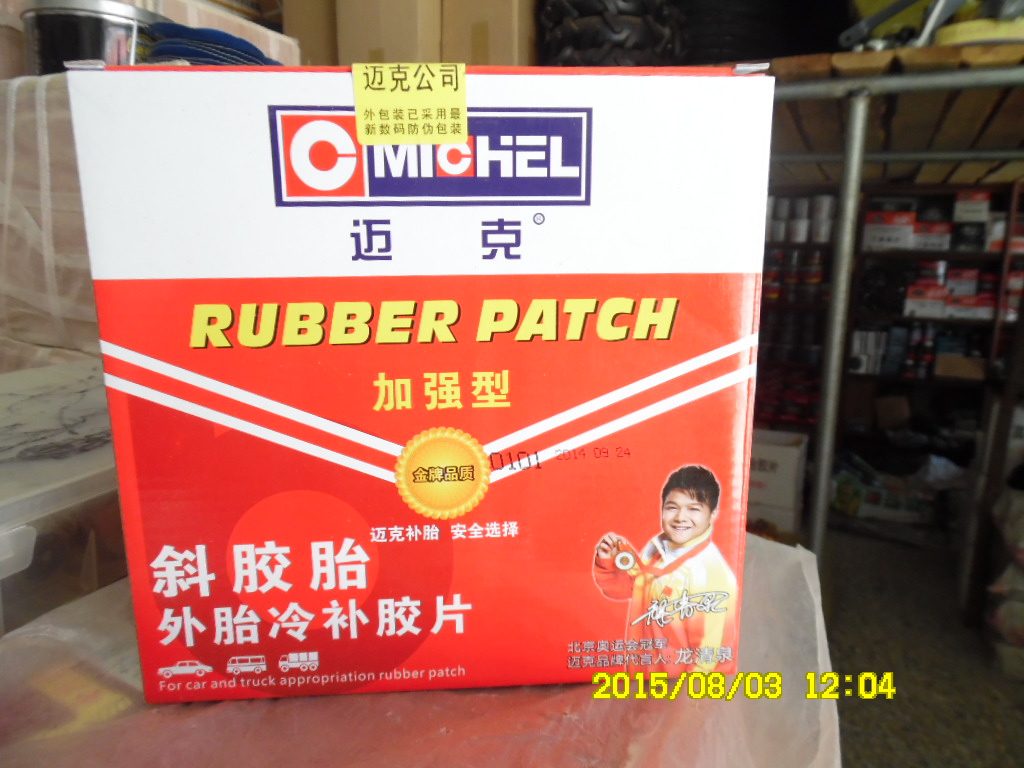 迈克公司
外包装已采用最
新数码防伪包装
C MICHEL
迈 克®
RUBBER PATCH
加强型
金牌品质
0101 2014 09 24
迈克补胎 安全选择
斜胶胎
外胎冷补胶片
For car and truck appropriation rubber patch
北京奥运会冠军
迈克品牌代言人: 龙清泉
2015/08/03 12:04